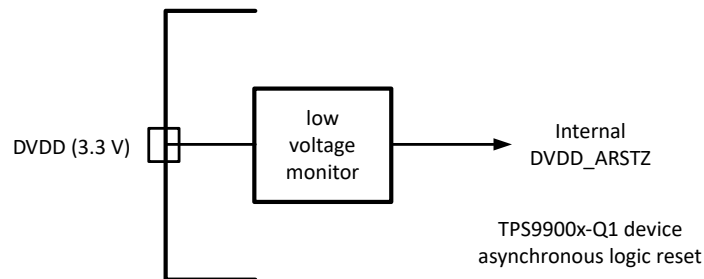 DVDD (3.3 V)
low
voltage
monitor
Internal
DVDD_ARSTZ
TPS9900x-Q1 device
asynchronous logic reset